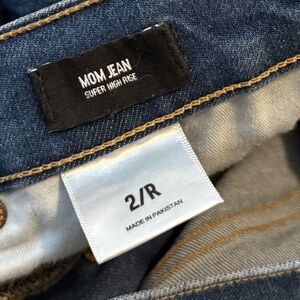 MOM JEAN
SUPER HIGH RISE
2/R
MADE IN PAKISTAN